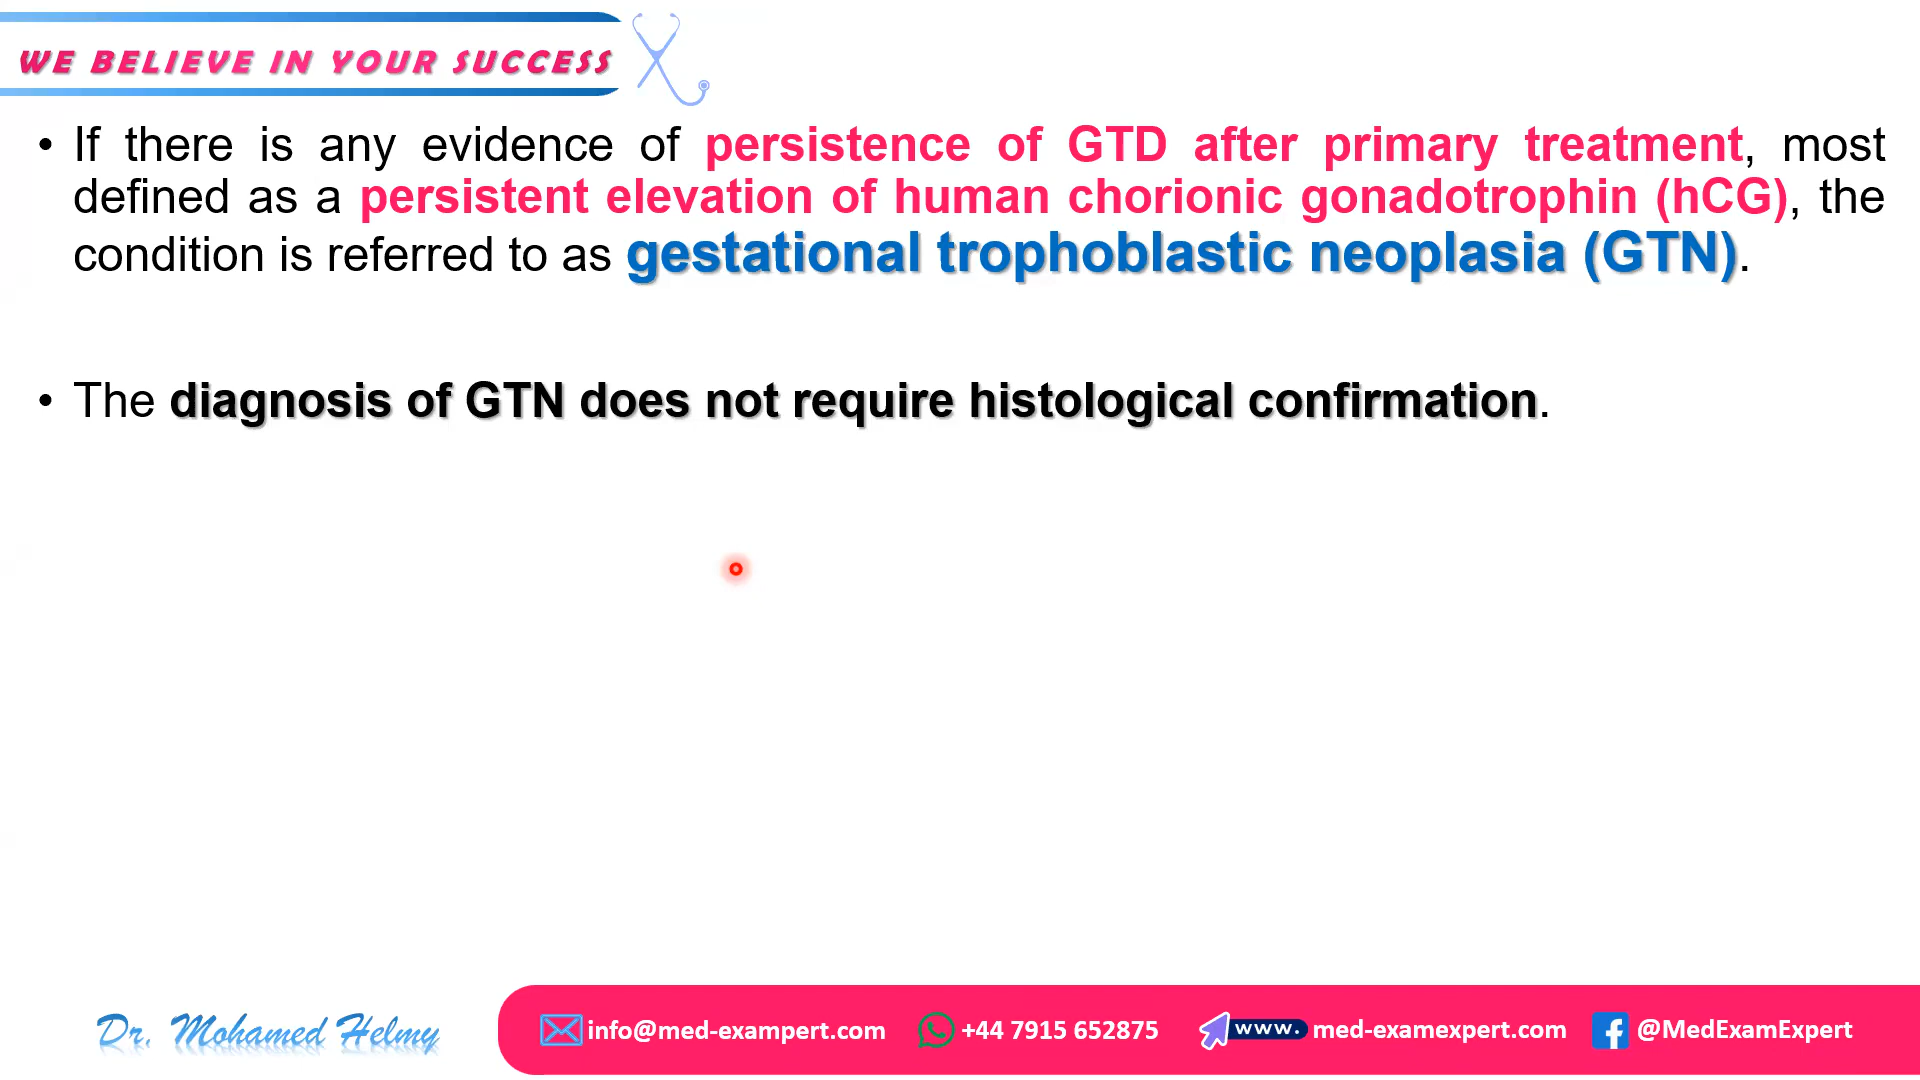 WE BELIEVE IN YOUR SUCCESS
• If there is any evidence of persistence of GTD after primary treatment, most
defined as a persistent elevation of human chorionic gonadotrophin (hCG), the
condition is referred to as gestational trophoblastic neoplasia (GTN).
• The diagnosis of GTN does not require histological confirmation.
Dr. Mohamed Helmy
info@med-exampert.com
+44 7915 652875
www. med-examexpert.com
@MedExamExpert